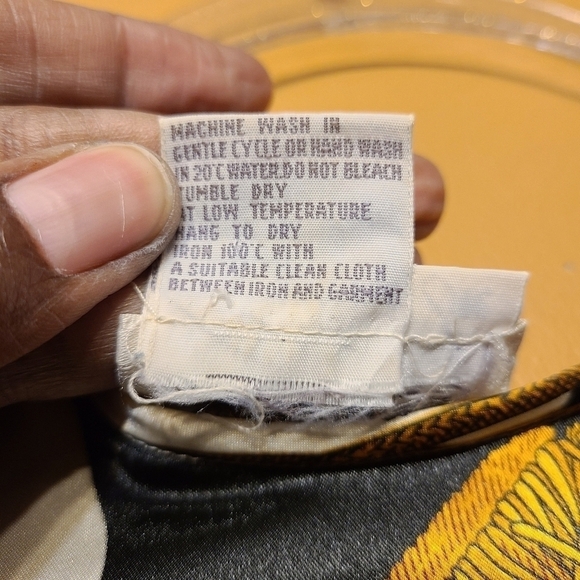 MACHINE WASH IN
GENTLE CYCLE OR HAND WASH
IN 20°C WATER.DO NOT BLEACH
TUMBLE DRY
AT LOW TEMPERATURE
HANG TO DRY
IRON 100°C WITH
A SUITABLE CLEAN CLOTH
BETWEEN IRON AND GARMENT